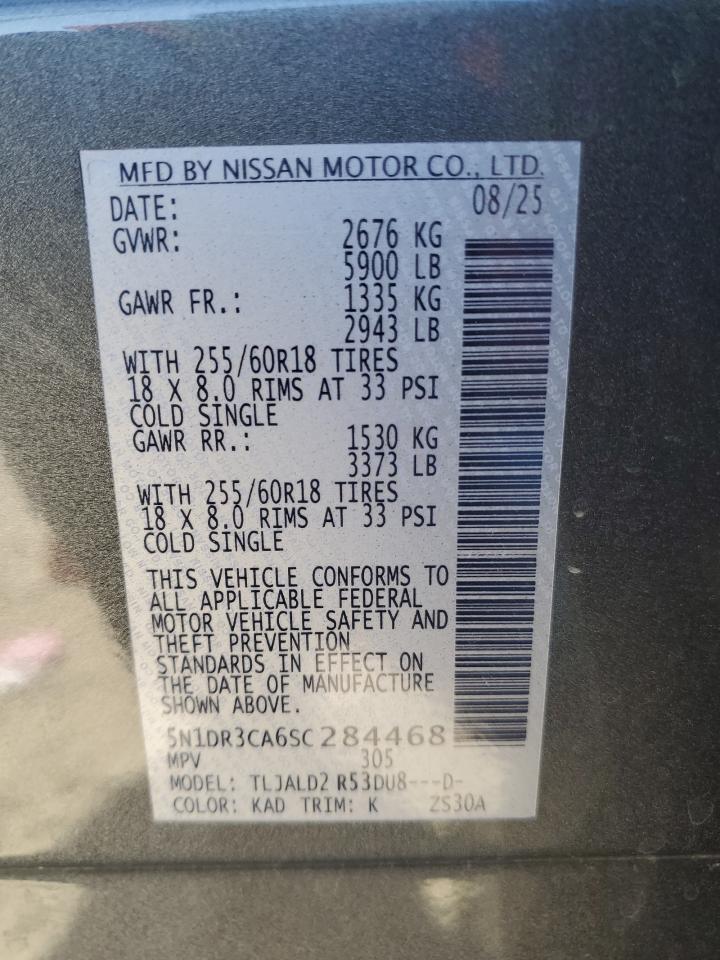 MFD BY NISSAN MOTOR CO., LTD.
DATE: 08/25
GVWR: 2676 KG
5900 LB
GAWR FR.: 1335 KG
2943 LB
WITH 255/60R18 TIRES
18 X 8.0 RIMS AT 33 PSI
COLD SINGLE
GAWR RR.: 1530 KG
3373 LB
WITH 255/60R18 TIRES
18 X 8.0 RIMS AT 33 PSI
COLD SINGLE
THIS VEHICLE CONFORMS TO
ALL APPLICABLE FEDERAL
MOTOR VEHICLE SAFETY AND
THEFT PREVENTION
STANDARDS IN EFFECT ON
THE DATE OF MANUFACTURE
SHOWN ABOVE.
5N1DR3CA6SC284468
MPV 305
MODEL: TLJALD2 R53DU8---D-
COLOR: KAD TRIM: K ZS30A